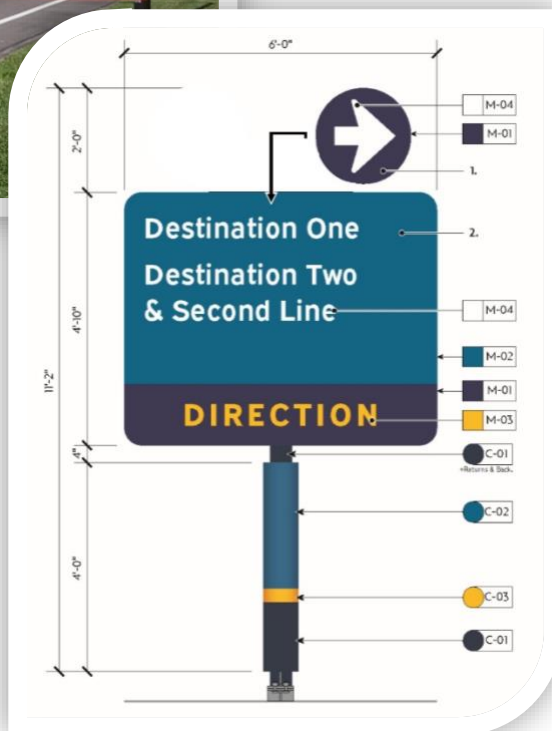 6'-0"
2'-0"
M-04
M-01
1.
Destination One
2.
Destination Two
& Second Line
M-04
4'-10"
11'-2"
M-02
M-01
DIRECTION
M-03
4"
C-01
*Returns & Back.
C-02
4'-0"
C-03
C-01